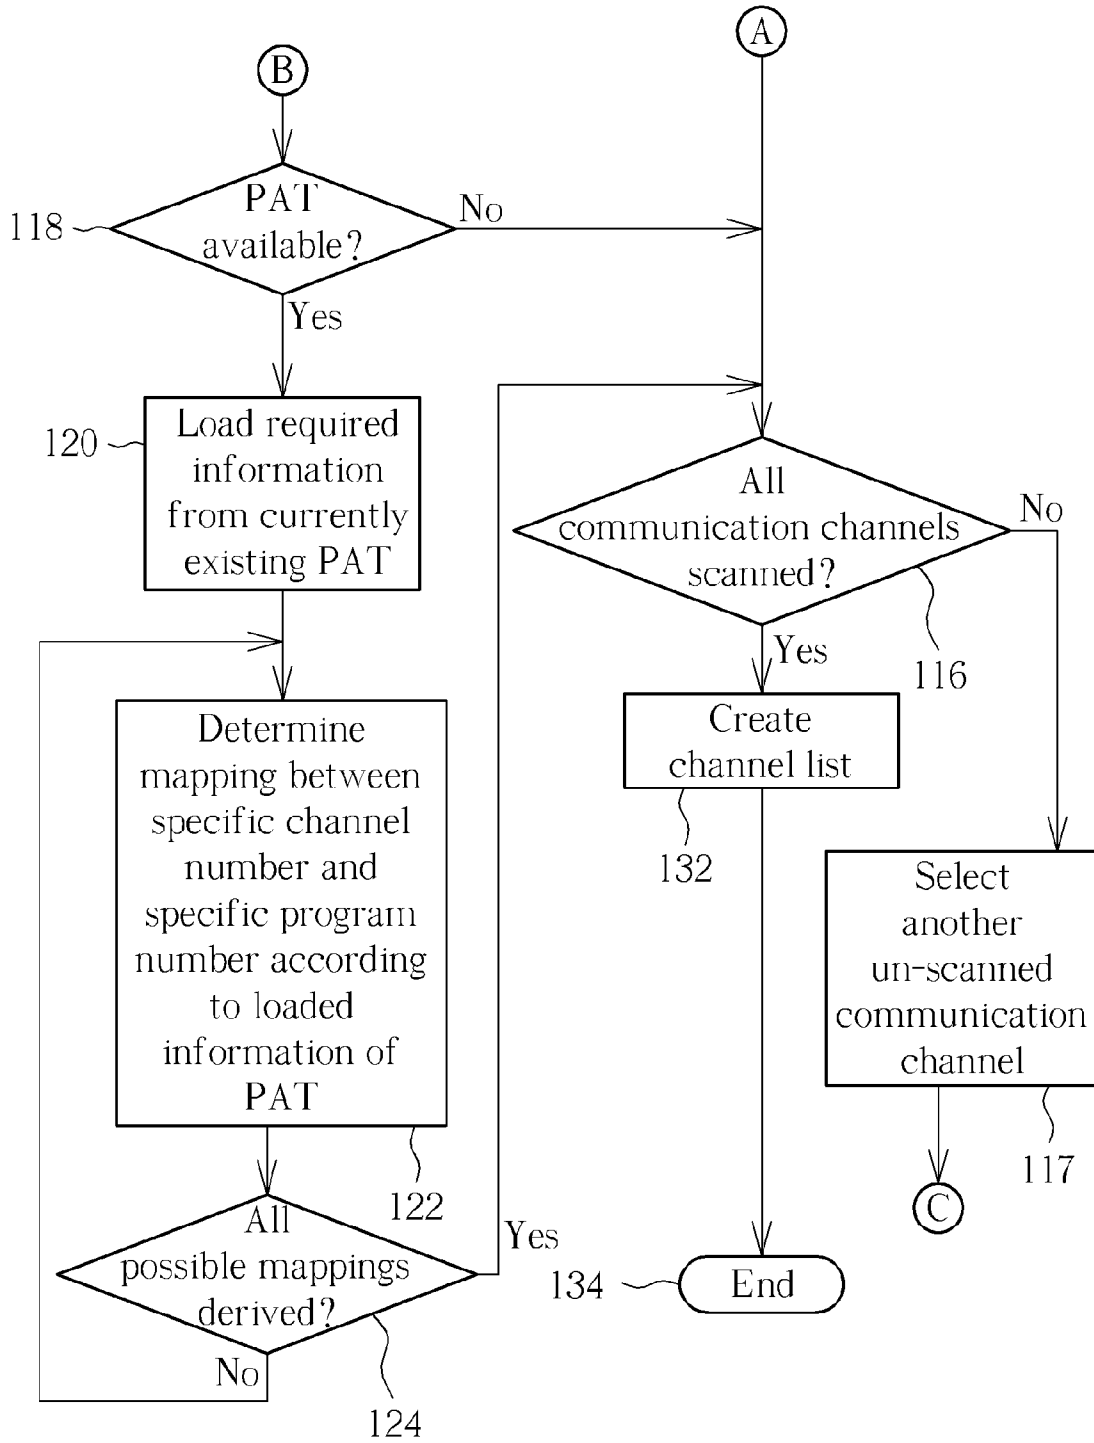 A
B
PAT
available?
118
No
Yes
Load required
information
from currently
existing PAT
120
All
communication channels
scanned?
No
116
Yes
Create
channel list
132
Determine
mapping between
specific channel
number and
specific program
number according
to loaded
information of
PAT
122
Select
another
un-scanned
communication
channel
117
C
All
possible mappings
derived?
Yes
No
124
134
End